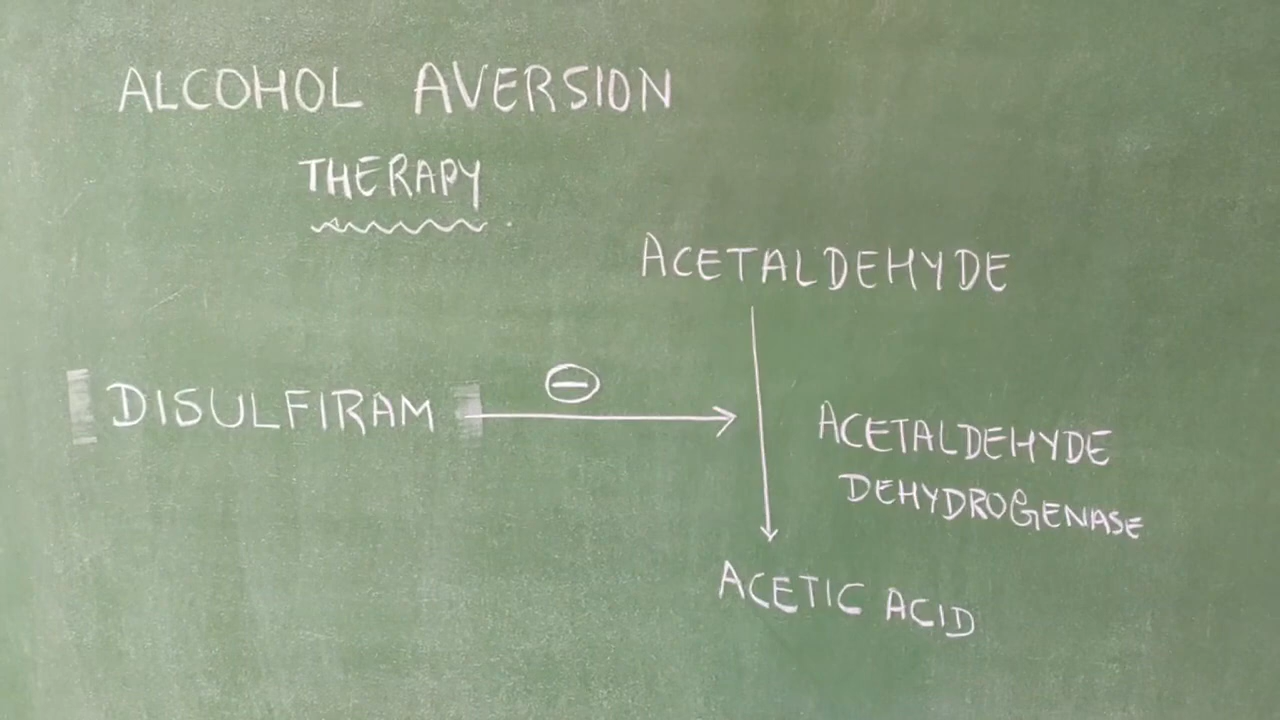 ALCOHOL AVERSION
THERAPY
ACETALDEHYDE
DISULFIRAM
⊖
ACETALDEHYDE
DEHYDROGENASE
ACETIC ACID